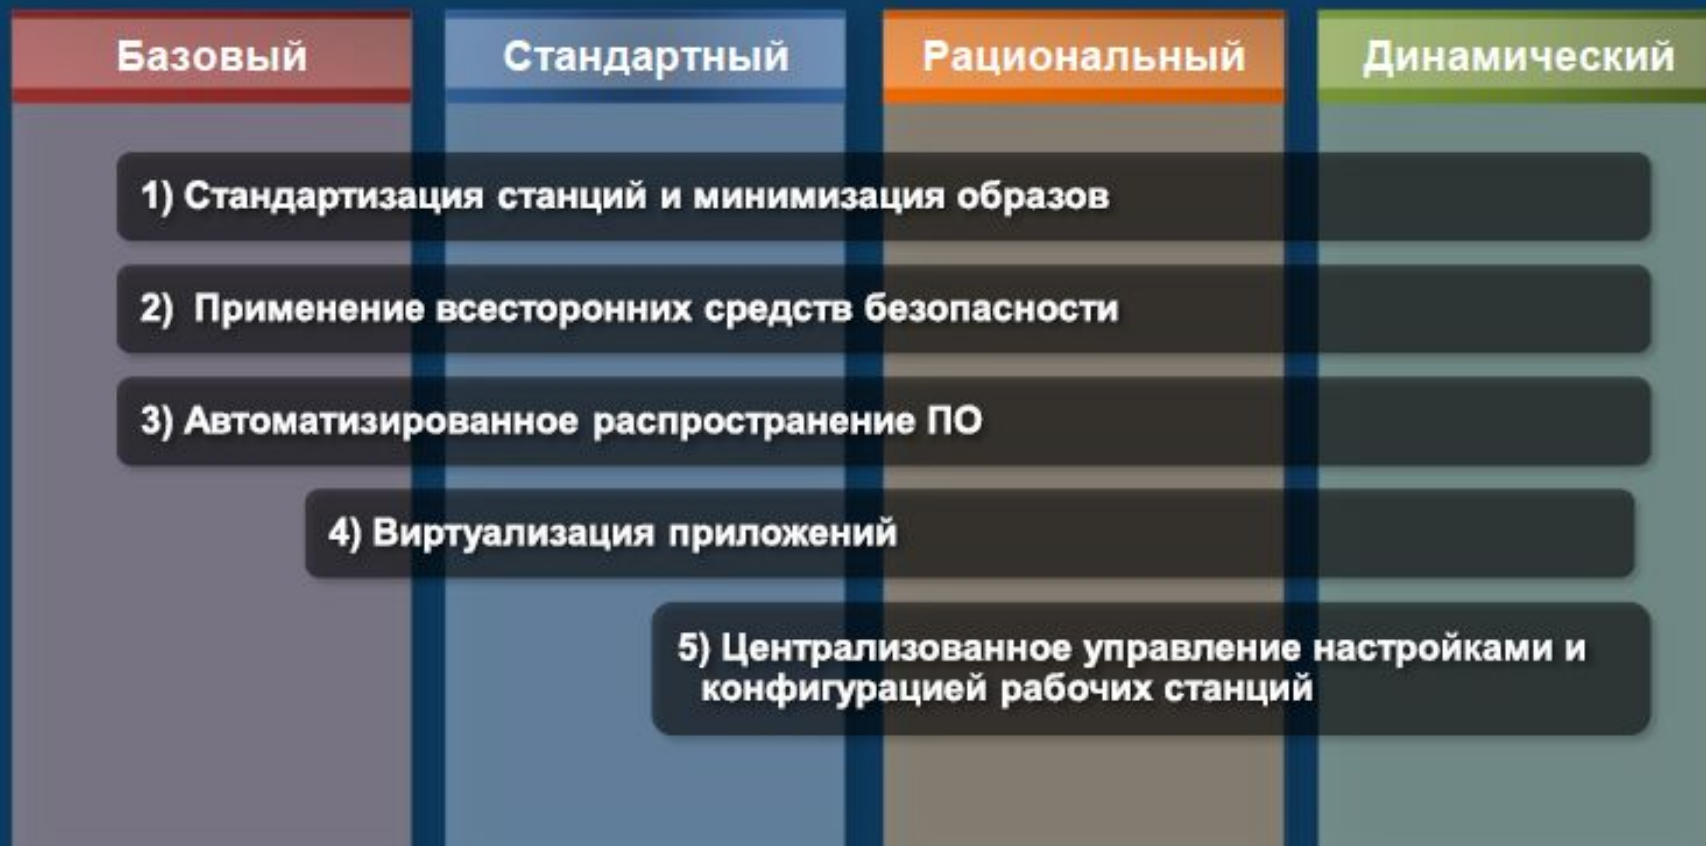 Базовый
Стандартный
Рациональный
Динамический
1) Стандартизация станций и минимизация образов
2) Применение всесторонних средств безопасности
3) Автоматизированное распространение ПО
4) Виртуализация приложений
5) Централизованное управление настройками и
конфигурацией рабочих станций